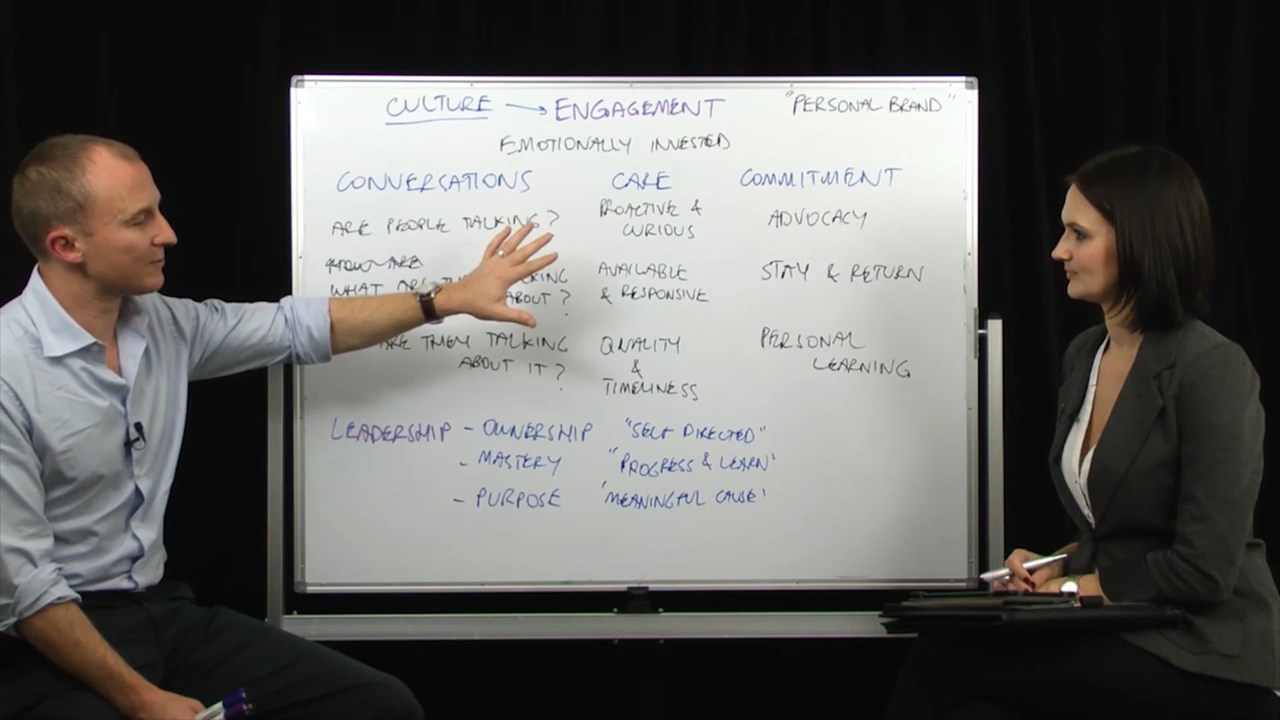 CULTURE → ENGAGEMENT
"PERSONAL BRAND"
EMOTIONALLY INVESTED
CONVERSATIONS
CARE
COMMITMENT
ARE PEOPLE TALKING?
PROACTIVE &
CURIOUS
ADVOCACY
WHAT ARE
ABOUT?
AVAILABLE
& RESPONSIVE
STAY & RETURN
ARE THEY TALKING
ABOUT IT?
QUALITY
&
TIMELINESS
PERSONAL
LEARNING
LEADERSHIP - OWNERSHIP "SELF DIRECTED"
- MASTERY "PROGRESS & LEARN"
- PURPOSE 'MEANINGFUL CAUSE'